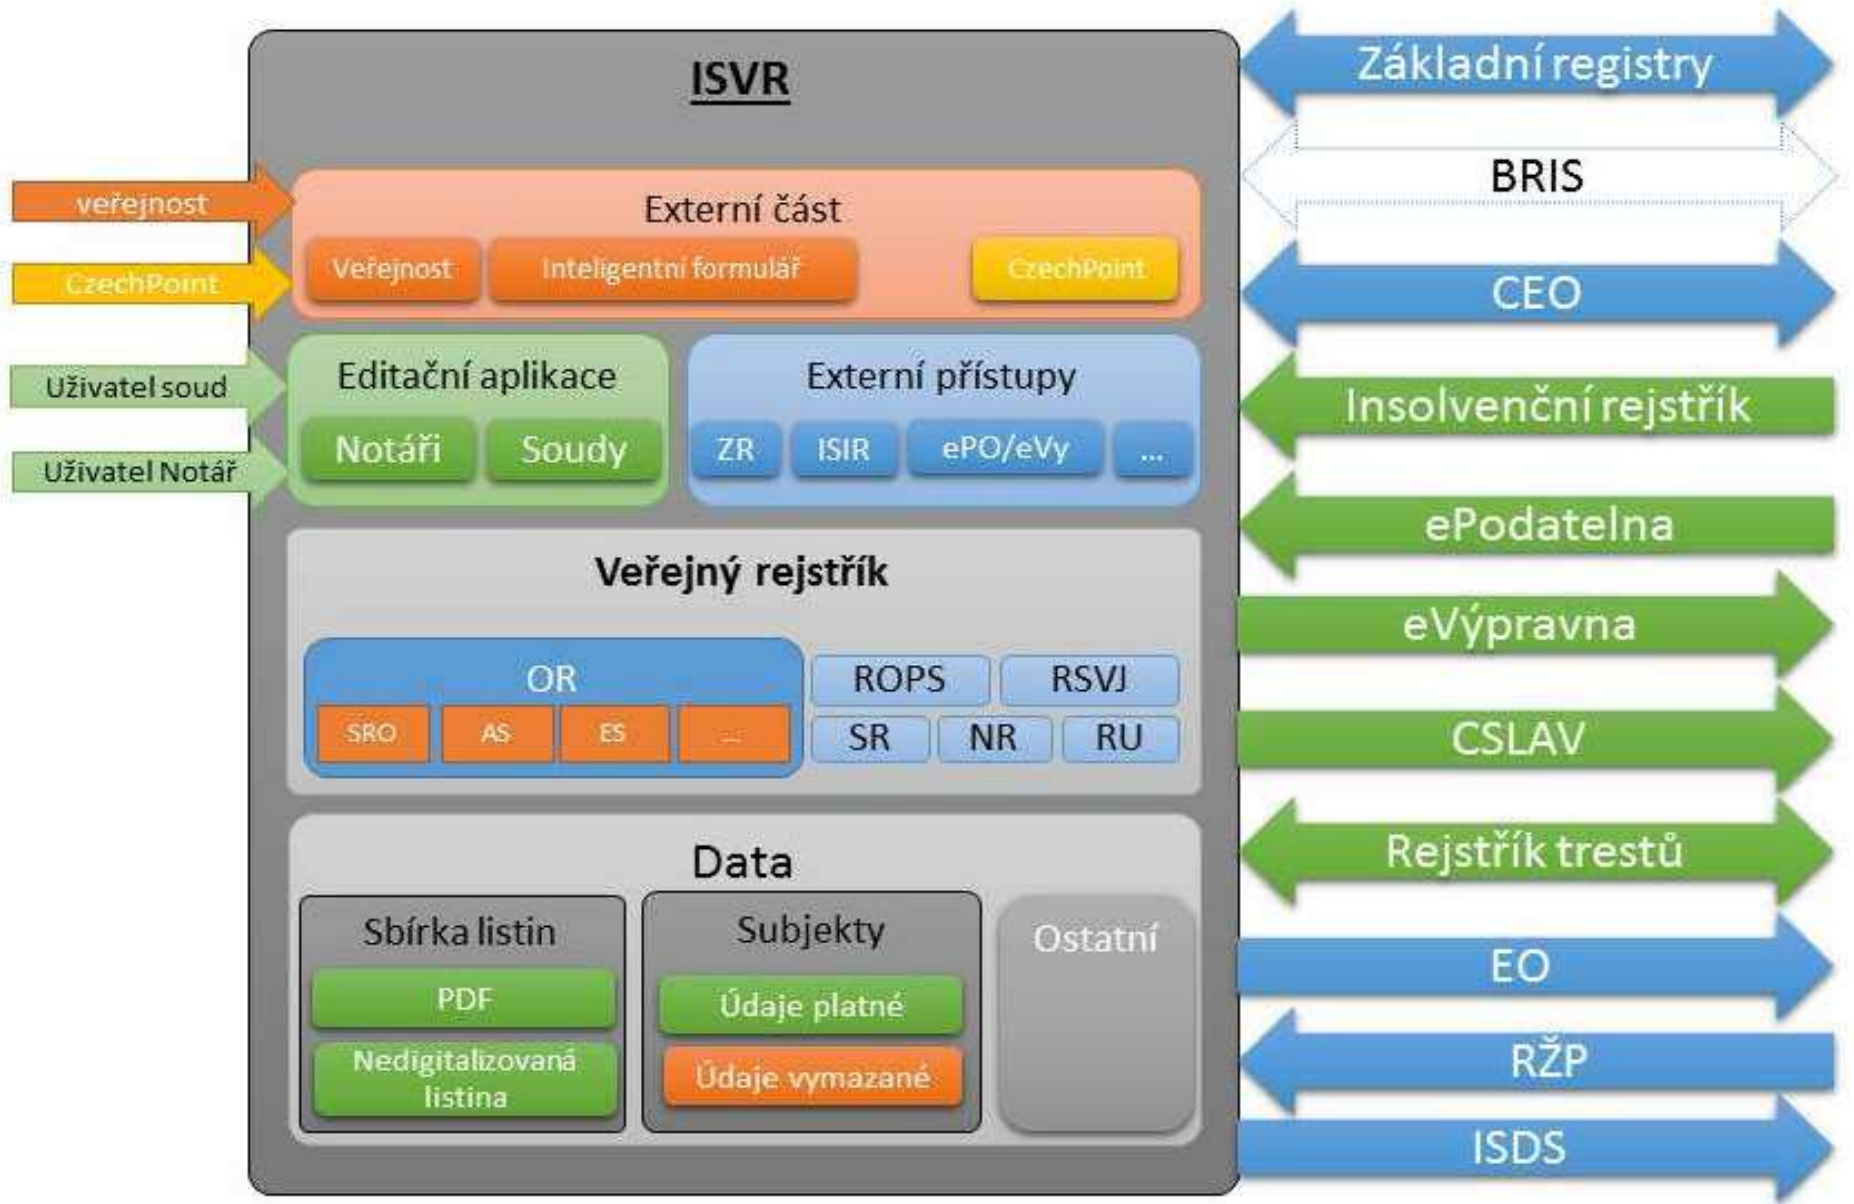 ISVR
veřejnost
CzechPoint
Uživatel soud
Uživatel Notář
Externí část
Veřejnost
Inteligentní formulář
CzechPoint
Editační aplikace
Notáři
Soudy
Externí přístupy
ZR
ISIR
ePO/eVy
...
Veřejný rejstřík
OR
SRO
AS
ES
...
ROPS
RSVJ
SR
NR
RU
Data
Sbírka listin
PDF
Nedigitalizovaná
listina
Subjekty
Údaje platné
Údaje vymazané
Ostatní
Základní registry
BRIS
CEO
Insolvenční rejstřík
ePodatelna
eVýpravna
CSLAV
Rejstřík trestů
EO
RŽP
ISDS